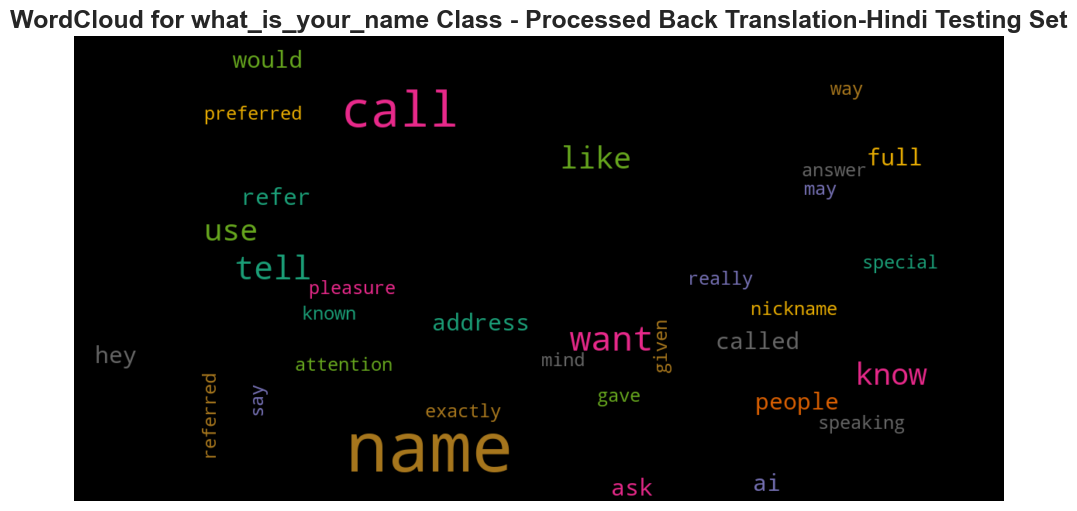 WordCloud for what_is_your_name Class - Processed Back Translation-Hindi Testing Set
would
call
way
preferred
like
full
answer
may
refer
use
tell
special
really
pleasure
nickname
known
address
want
given
called
hey
mind
attention
know
gave
people
say
referred
exactly
speaking
name
ask
ai